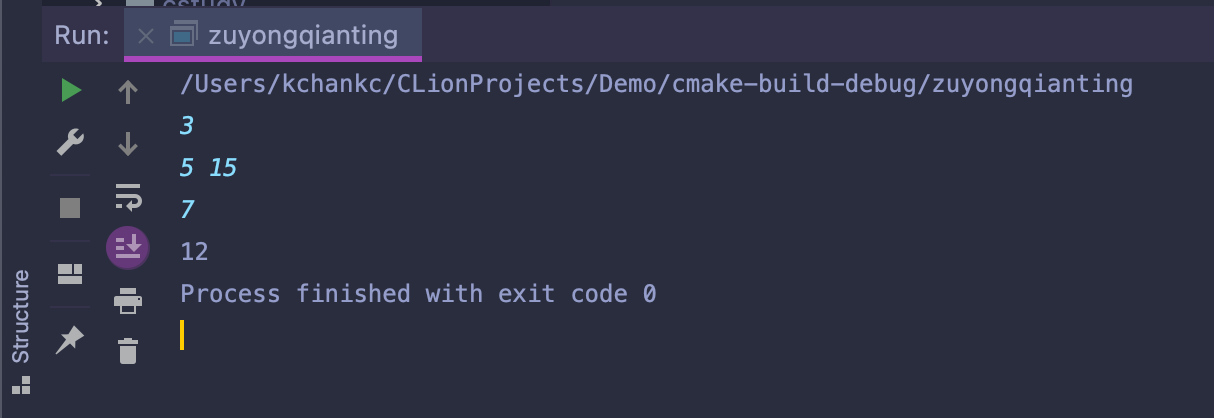 Run:
zuyongqianting
/Users/kchankc/CLionProjects/Demo/cmake-build-debug/zuyongqianting
3
5 15
7
12
Process finished with exit code 0
Structure